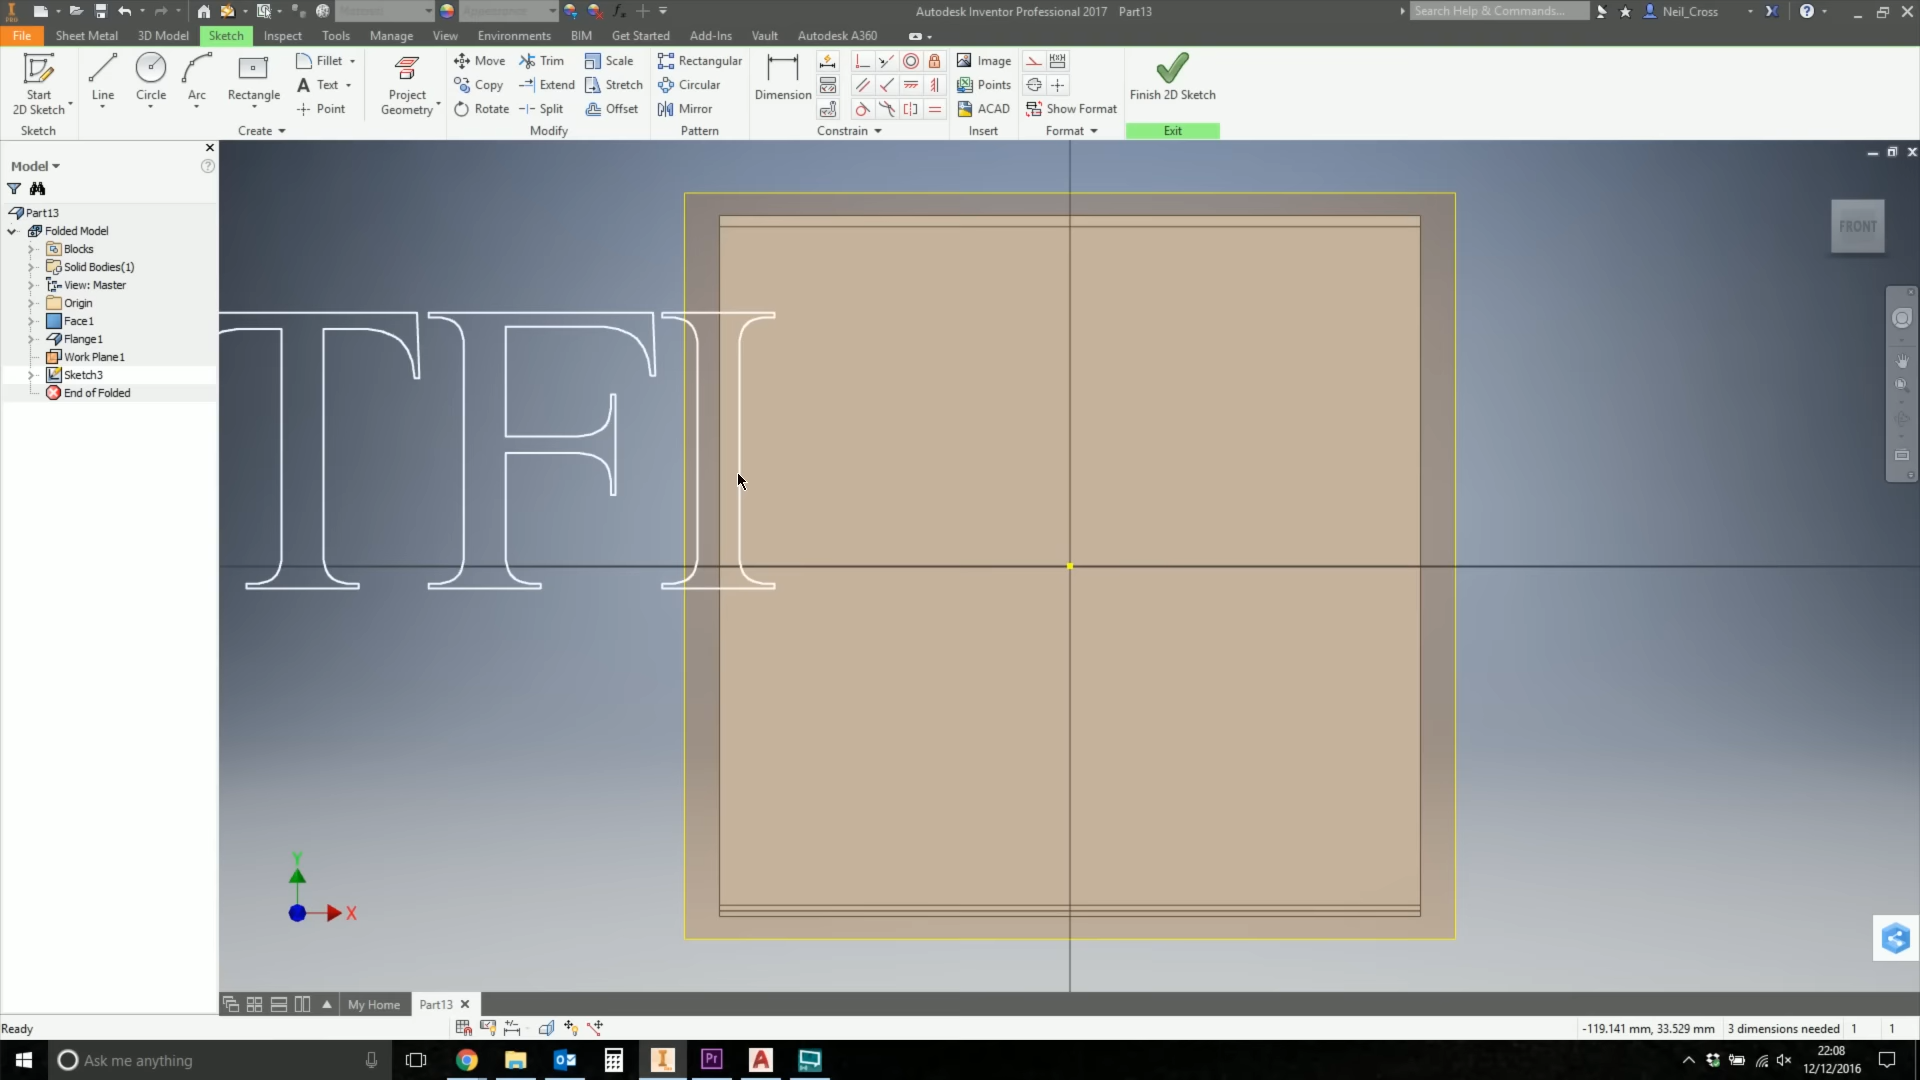 Autodesk Inventor Professional 2017 Part13
Search Help & Commands...
Neil_Cross
File Sheet Metal 3D Model Sketch Inspect Tools Manage View Environments BIM Get Started Add-Ins Vault Autodesk A360
Start
2D Sketch
Line
Circle
Arc
Rectangle
Fillet
Text
Point
Project
Geometry
Move
Trim
Scale
Copy
Extend
Stretch
Rotate
Split
Offset
Rectangular
Circular
Mirror
Dimension
Image
Points
ACAD
Show Format
Finish 2D Sketch
Sketch
Create
Modify
Pattern
Constrain
Insert
Format
Exit
Model
Part13
Folded Model
Blocks
Solid Bodies(1)
View: Master
Origin
Face1
Flange1
Work Plane1
Sketch3
End of Folded
TFI
FRONT
Y
X
My Home
Part13
Ready
-119.141 mm, 33.529 mm
3 dimensions needed
1
1
Ask me anything
22:08
12/12/2016